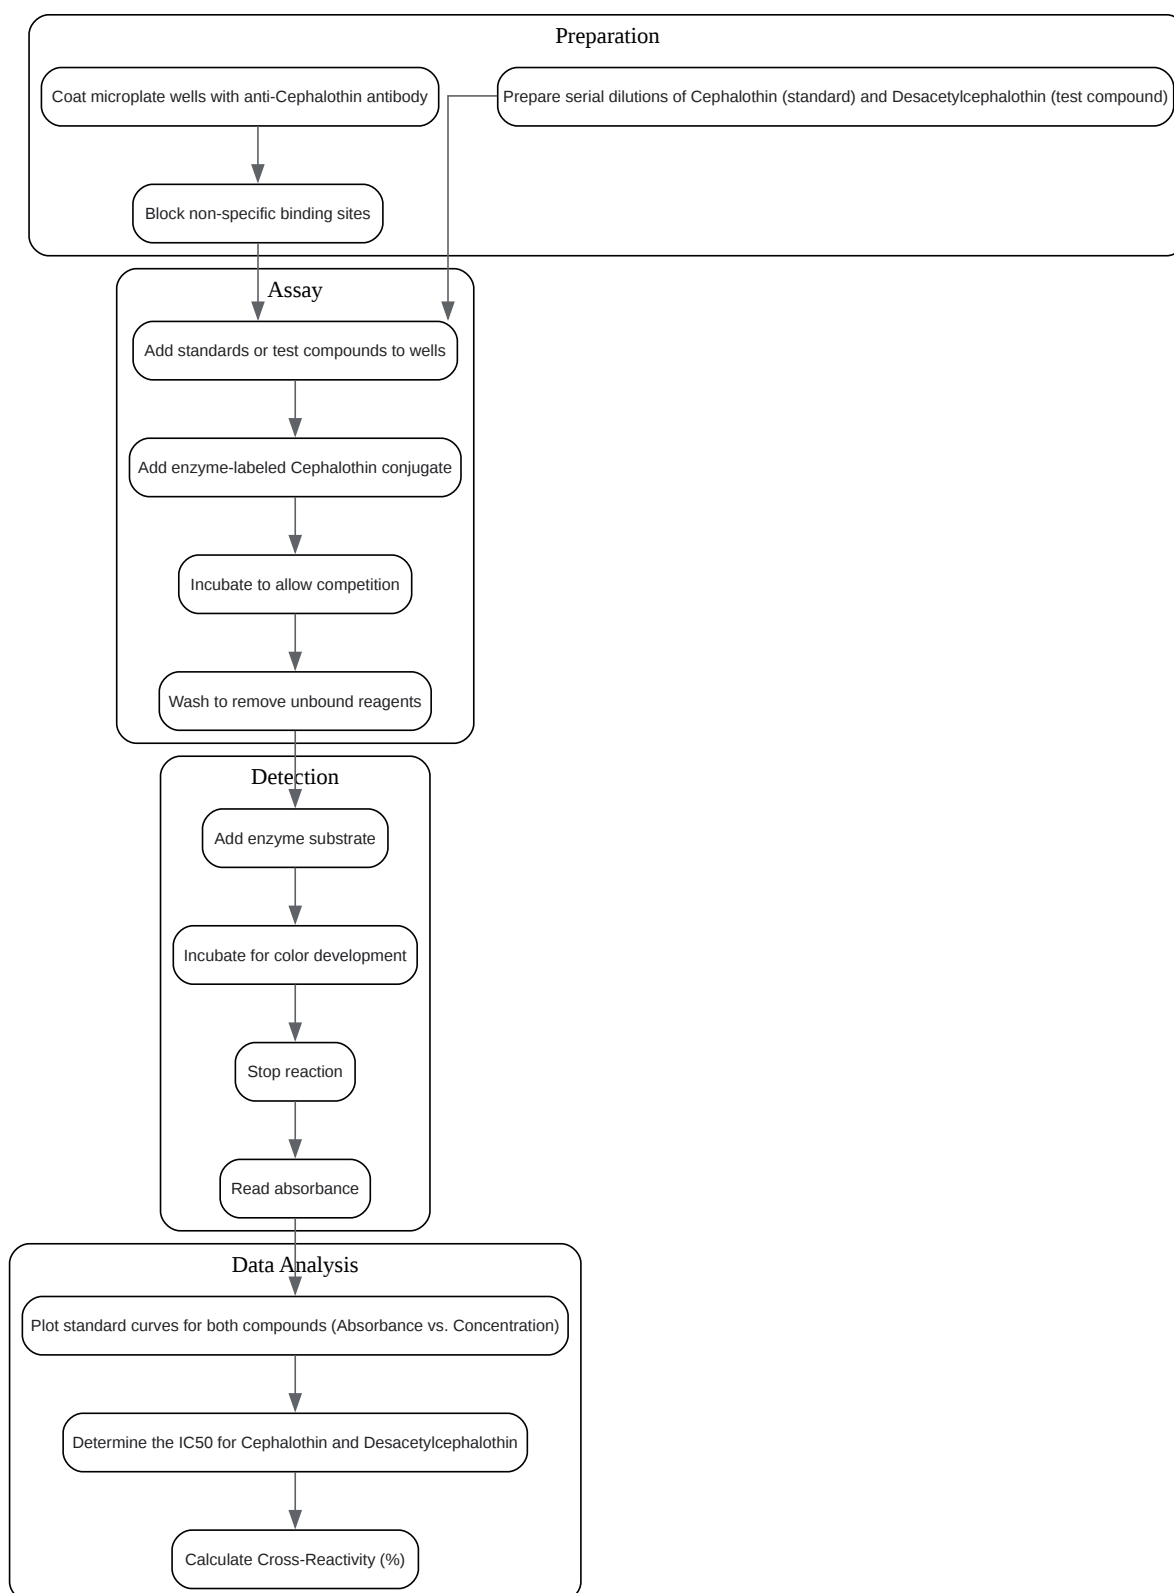 Preparation
Coat microplate wells with anti-Cephalothin antibody
Prepare serial dilutions of Cephalothin (standard) and Desacetylcephalothin (test compound)
Block non-specific binding sites
Assay
Add standards or test compounds to wells
Add enzyme-labeled Cephalothin conjugate
Incubate to allow competition
Wash to remove unbound reagents
Detection
Add enzyme substrate
Incubate for color development
Stop reaction
Read absorbance
Data Analysis
Plot standard curves for both compounds (Absorbance vs. Concentration)
Determine the IC50 for Cephalothin and Desacetylcephalothin
Calculate Cross-Reactivity (%)